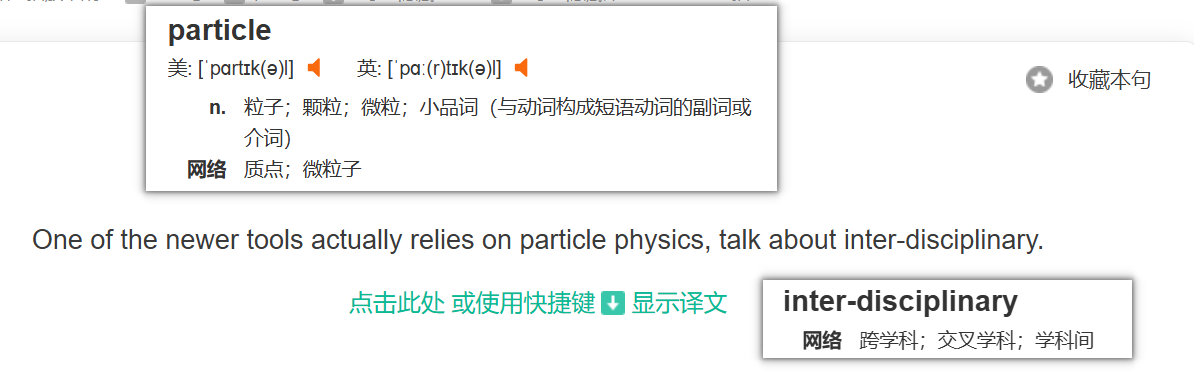 particle
美: [ˈpɑrtɪk(ə)l] 英: [ˈpɑː(r)tɪk(ə)l]
n. 粒子；颗粒；微粒；小品词（与动词构成短语动词的副词或
介词）
网络 质点；微粒子
收藏本句
One of the newer tools actually relies on particle physics, talk about inter-disciplinary.
点击此处 或使用快捷键 显示译文
inter-disciplinary
网络 跨学科；交叉学科；学科间